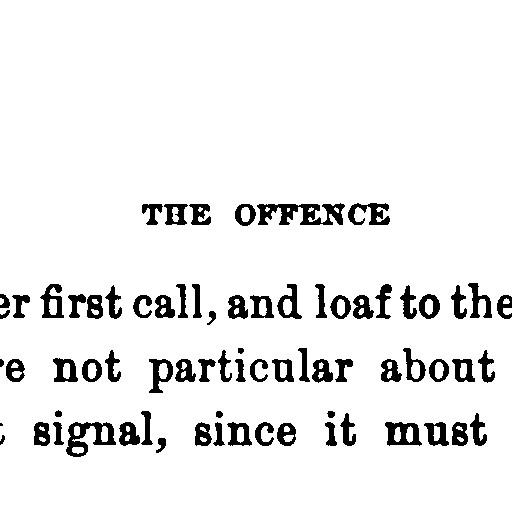 THE OFFENCE
er first call, and loaf to the
re not particular about
signal, since it must